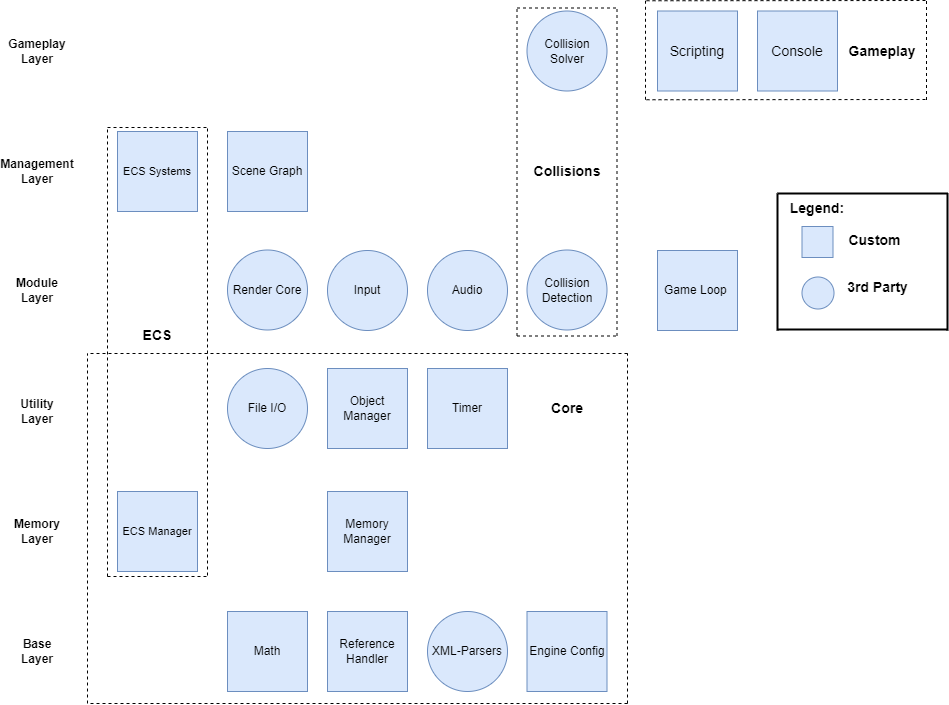 Gameplay
Layer
Collision
Solver
Scripting
Console
Gameplay
Management
Layer
ECS Systems
Scene Graph
Collisions
Legend:
Custom
3rd Party
Module
Layer
Render Core
Input
Audio
Collision
Detection
Game Loop
ECS
Utility
Layer
File I/O
Object
Manager
Timer
Core
Memory
Layer
ECS Manager
Memory
Manager
Base
Layer
Math
Reference
Handler
XML-Parsers
Engine Config